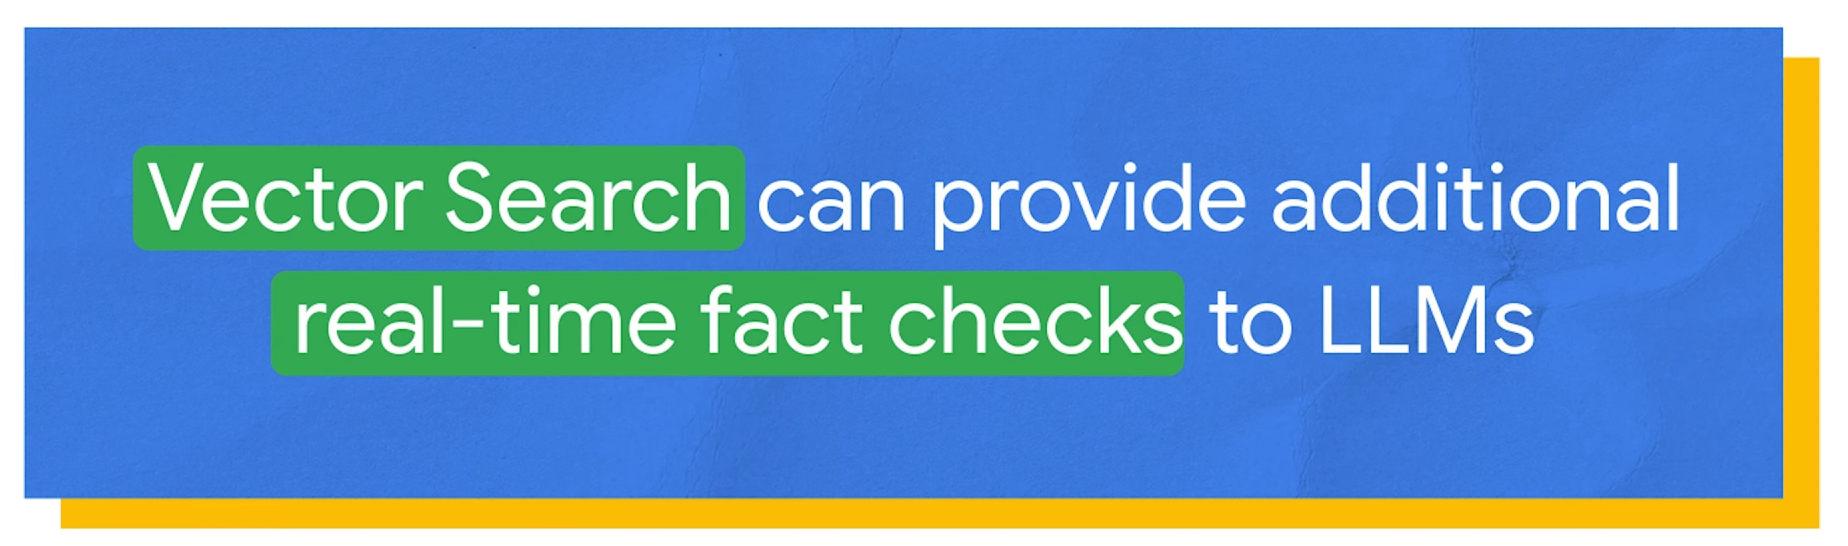 Vector Search can provide additional
real-time fact checks to LLMs